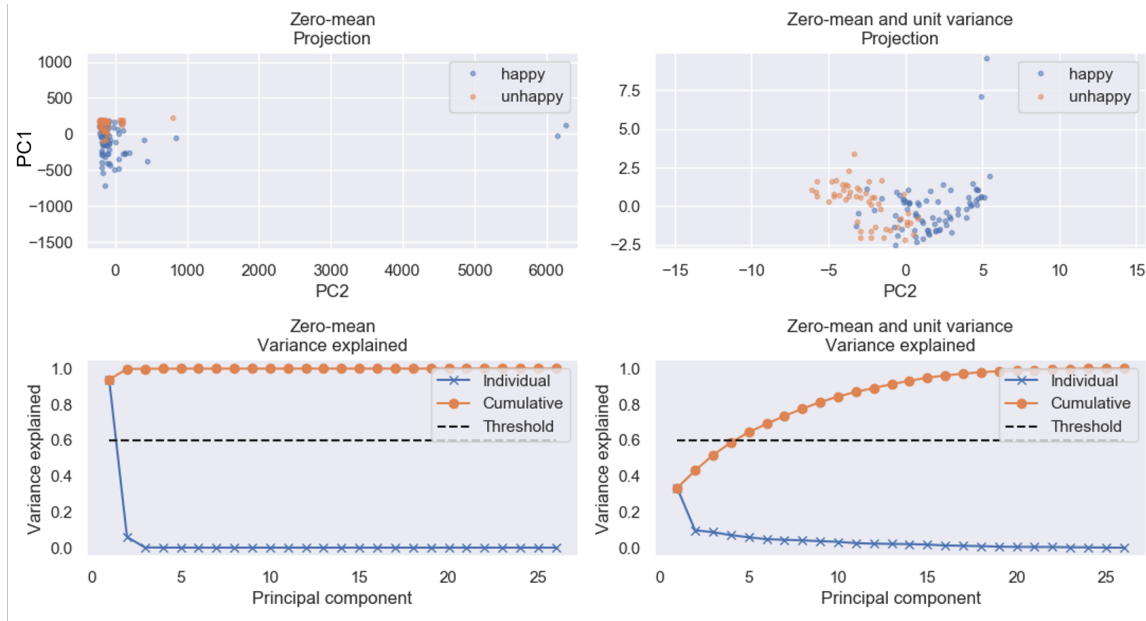 Zero-mean
Projection
1000
500
0
−500
−1000
−1500
PC1
happy
unhappy
0
1000
2000
3000
4000
5000
6000
PC2
Zero-mean and unit variance
Projection
7.5
5.0
2.5
0.0
−2.5
happy
unhappy
−15
−10
−5
0
5
10
15
PC2
Zero-mean
Variance explained
1.0
0.8
0.6
0.4
0.2
0.0
Variance explained
Individual
Cumulative
Threshold
0
5
10
15
20
25
Principal component
Zero-mean and unit variance
Variance explained
1.0
0.8
0.6
0.4
0.2
0.0
Variance explained
Individual
Cumulative
Threshold
0
5
10
15
20
25
Principal component